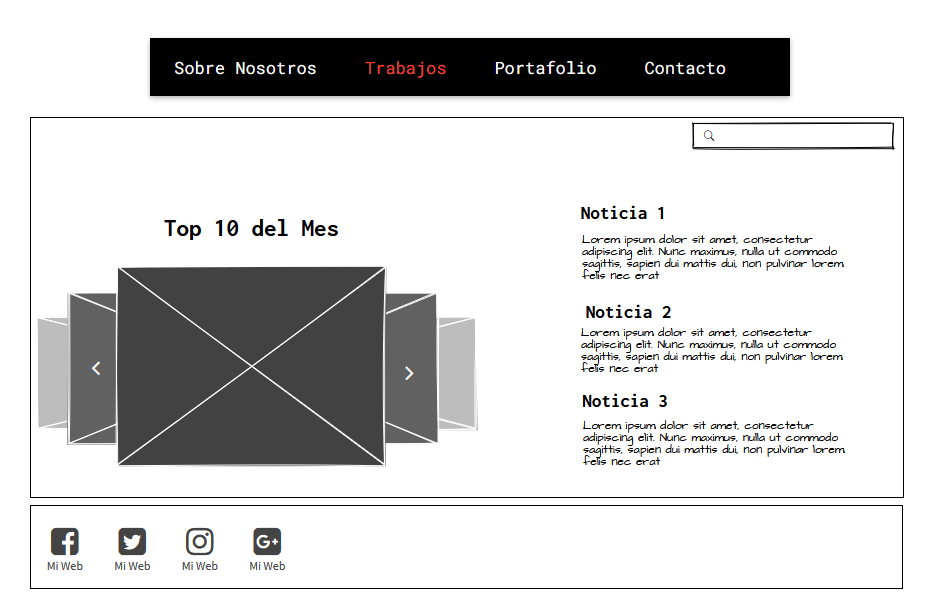 Sobre Nosotros Trabajos Portafolio Contacto
Top 10 del Mes
Noticia 1
Lorem ipsum dolor sit amet, consectetur
adipiscing elit. Nunc maximus, nulla ut commodo
sagittis, sapien dui mattis dui, non pulvinar lorem
felis nec erat
Noticia 2
Lorem ipsum dolor sit amet, consectetur
adipiscing elit. Nunc maximus, nulla ut commodo
sagittis, sapien dui mattis dui, non pulvinar lorem
felis nec erat
Noticia 3
Lorem ipsum dolor sit amet, consectetur
adipiscing elit. Nunc maximus, nulla ut commodo
sagittis, sapien dui mattis dui, non pulvinar lorem
felis nec erat
Mi Web Mi Web Mi Web Mi Web